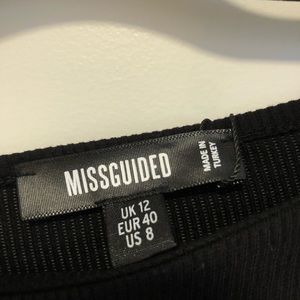 MISSGUIDED
MADE IN
TURKEY
UK 12
EUR 40
US 8